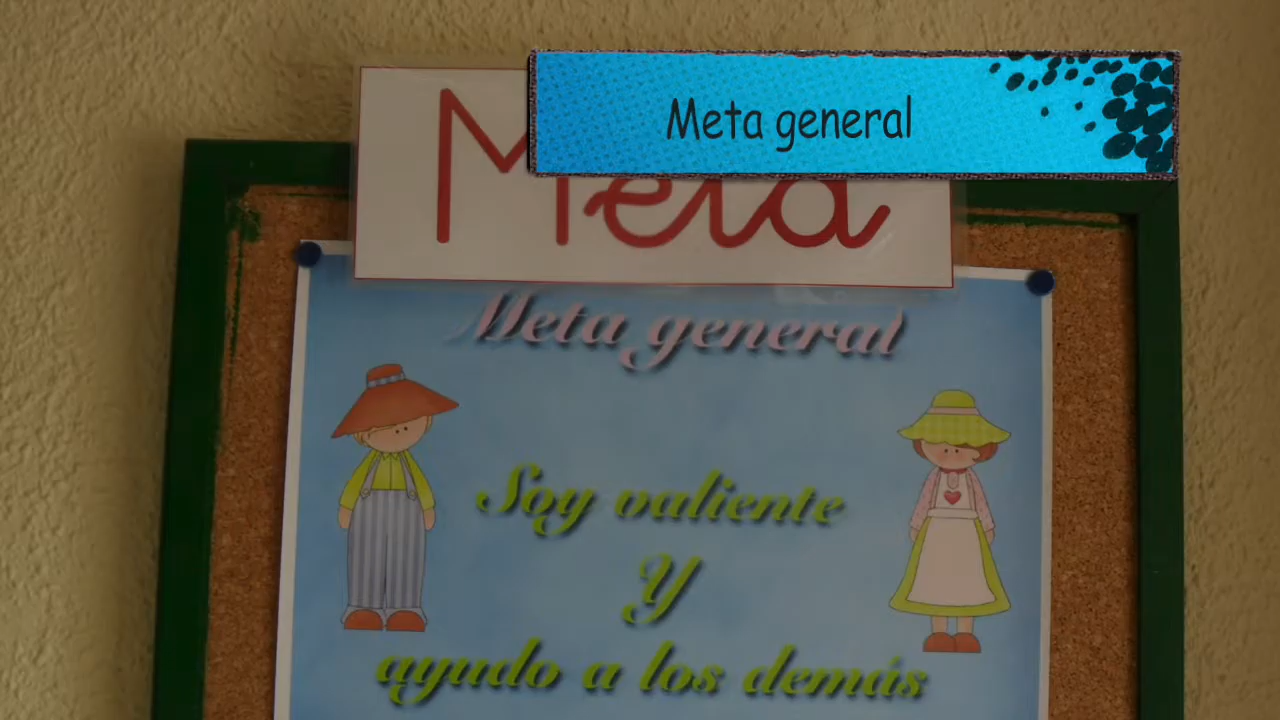 Meta general
Meta
Meta general
Soy valiente
Y
ayudo a los demás